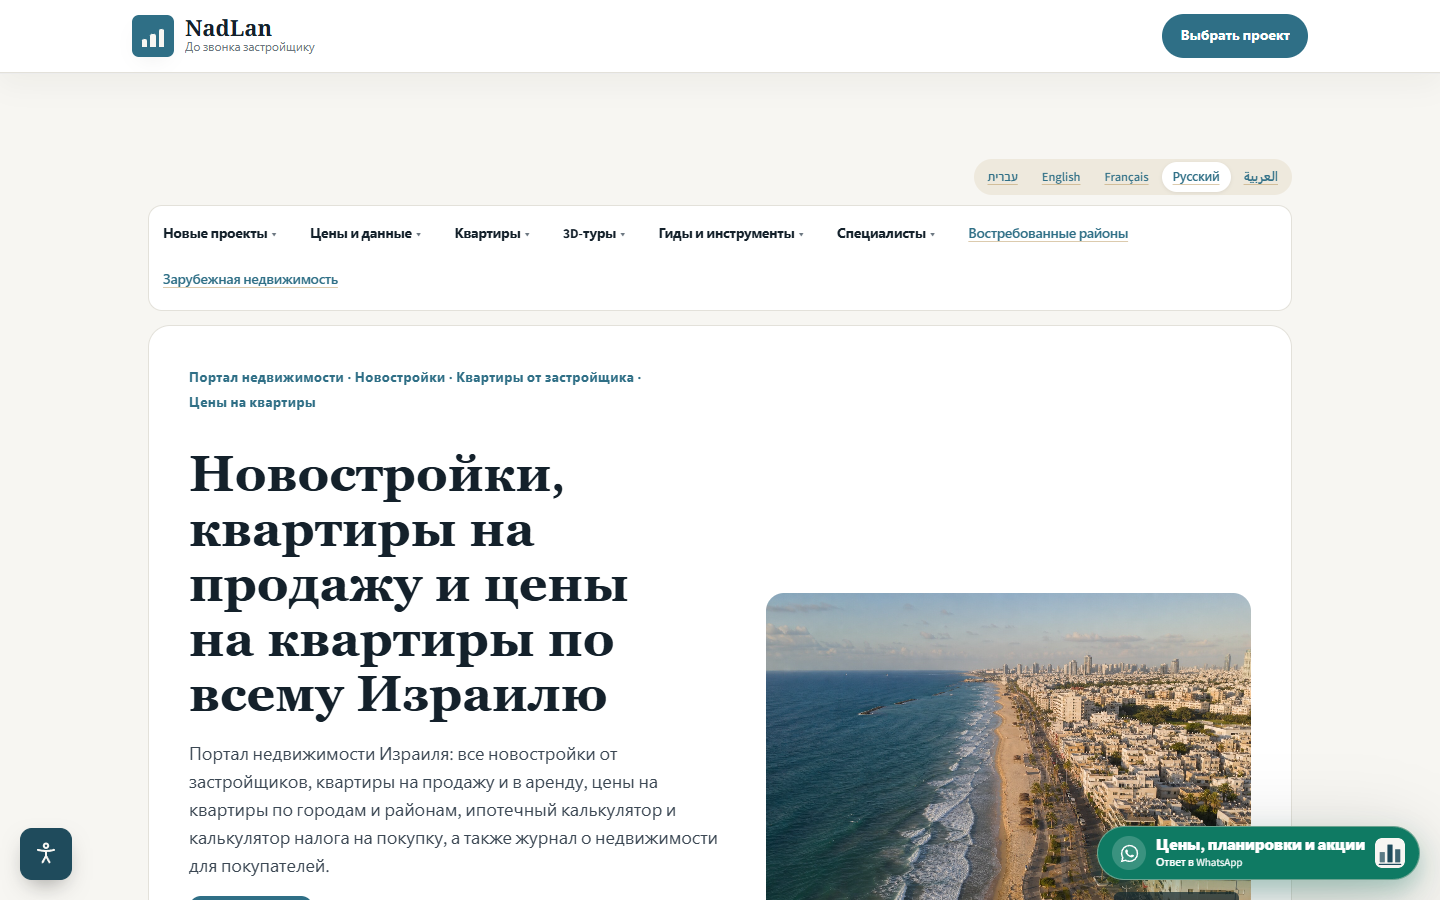 NadLan
До звонка застройщику
Выбрать проект
עברית English Français Русский العربية
Новые проекты Цены и данные Квартиры 3D-туры Гиды и инструменты Специалисты Востребованные районы
Зарубежная недвижимость
Портал недвижимости · Новостройки · Квартиры от застройщика ·
Цены на квартиры
Новостройки,
квартиры на
продажу и цены
на квартиры по
всему Израилю
Портал недвижимости Израиля: все новостройки от
застройщиков, квартиры на продажу и в аренду, цены на
квартиры по городам и районам, ипотечный калькулятор и
калькулятор налога на покупку, а также журнал о недвижимости
для покупателей.
Цены, планировки и акции
Ответ в WhatsApp